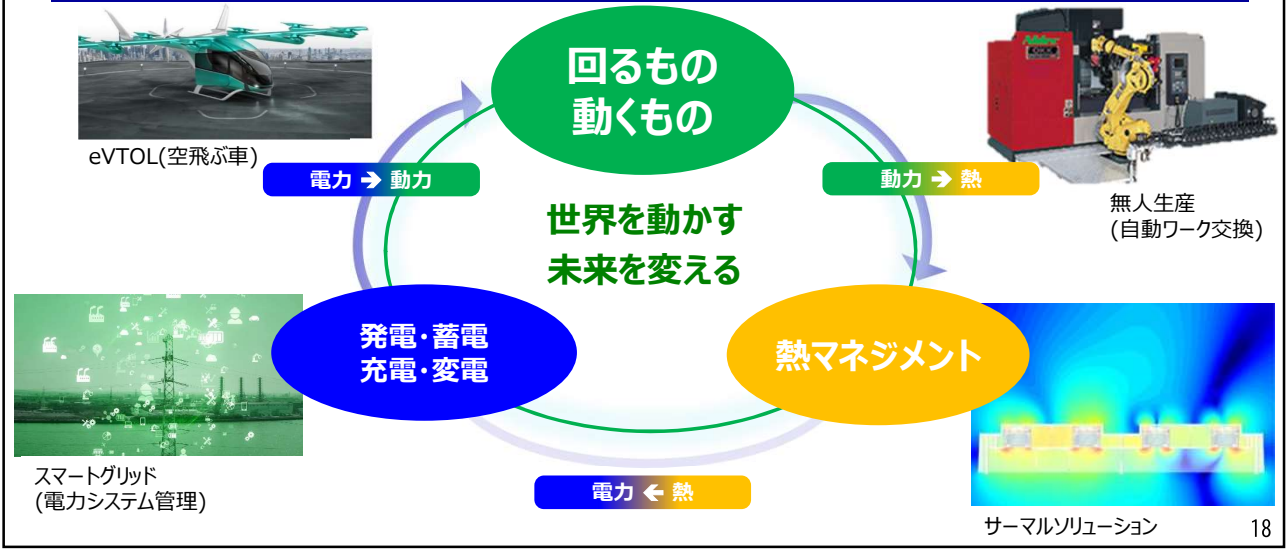 回るもの
動くもの
eVTOL(空飛ぶ車)
電力 ➔ 動力
動力 ➔ 熱
無人生産
(自動ワーク交換)
世界を動かす
未来を変える
発電・蓄電
充電・変電
熱マネジメント
スマートグリッド
(電力システム管理)
電力 🡰 熱
サーマルソリューション
18